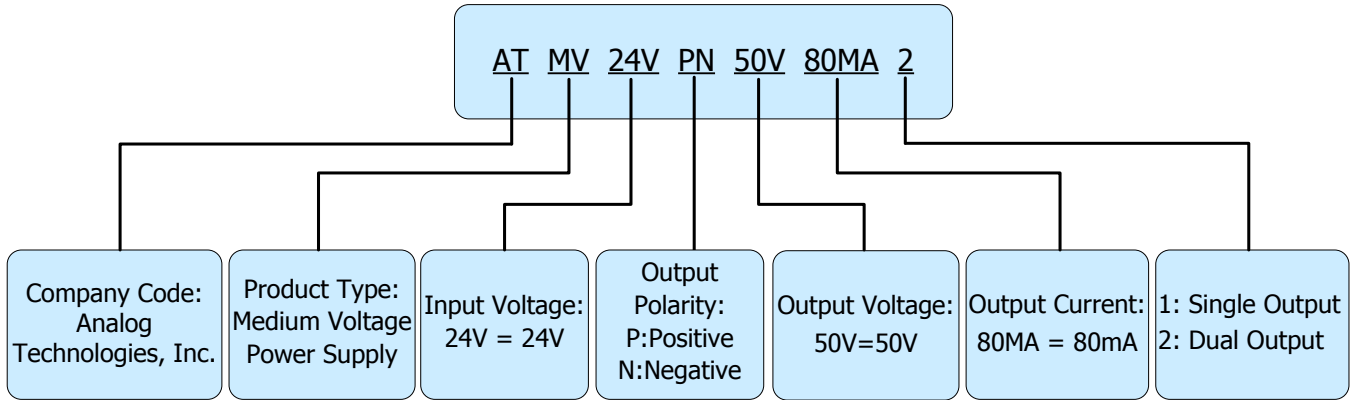 AT MV 24V PN 50V 80MA 2
Company Code:
Analog
Technologies, Inc.
Product Type:
Medium Voltage
Power Supply
Input Voltage:
24V = 24V
Output
Polarity:
P:Positive
N:Negative
Output Voltage:
50V=50V
Output Current:
80MA = 80mA
1: Single Output
2: Dual Output